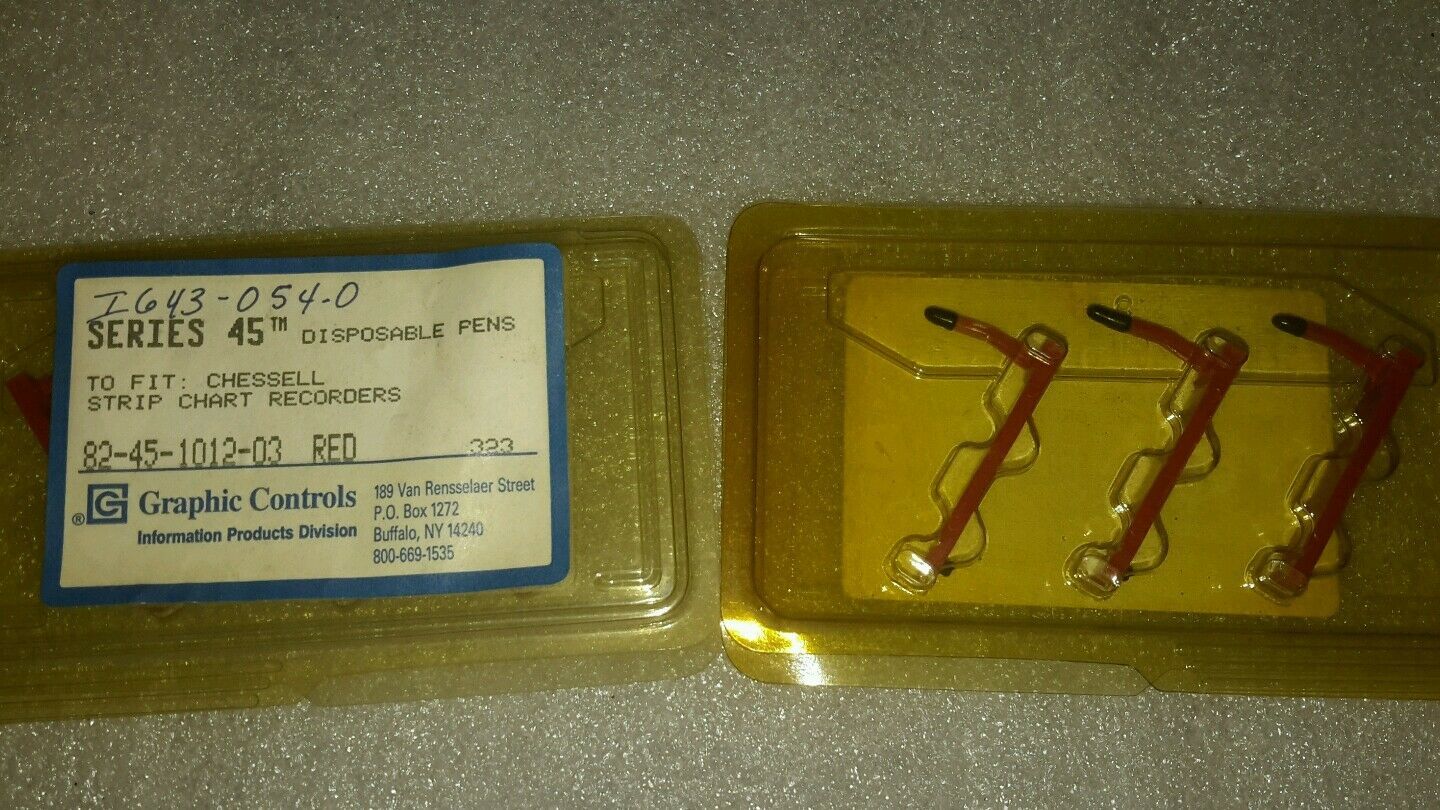 I643-054-0
SERIES 45™ DISPOSABLE PENS
TO FIT: CHESSELL
STRIP CHART RECORDERS
82-45-1012-03 RED 323
® G Graphic Controls
Information Products Division
189 Van Rensselaer Street
P.O. Box 1272
Buffalo, NY 14240
800-669-1535